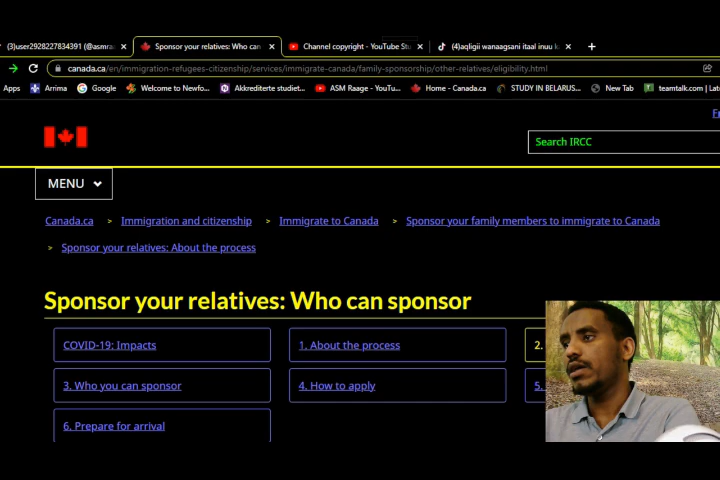 (3)user2928227834391 (@asmra
Sponsor your relatives: Who can
Channel copyright - YouTube Stu
(4)aqligii wanaagsani itaal inuu k
canada.ca/en/immigration-refugees-citizenship/services/immigrate-canada/family-sponsorship/other-relatives/eligibility.html
Apps Arrima Google Welcome to Newfo... Akkrediterte studiet... ASM Raage - YouTu... Home - Canada.ca STUDY IN BELARUS... New Tab teamtalk.com | Late
Fr
Search IRCC
MENU
Canada.ca > Immigration and citizenship > Immigrate to Canada > Sponsor your family members to immigrate to Canada
> Sponsor your relatives: About the process
Sponsor your relatives: Who can sponsor
COVID-19: Impacts
1. About the process
2.
3. Who you can sponsor
4. How to apply
5.
6. Prepare for arrival